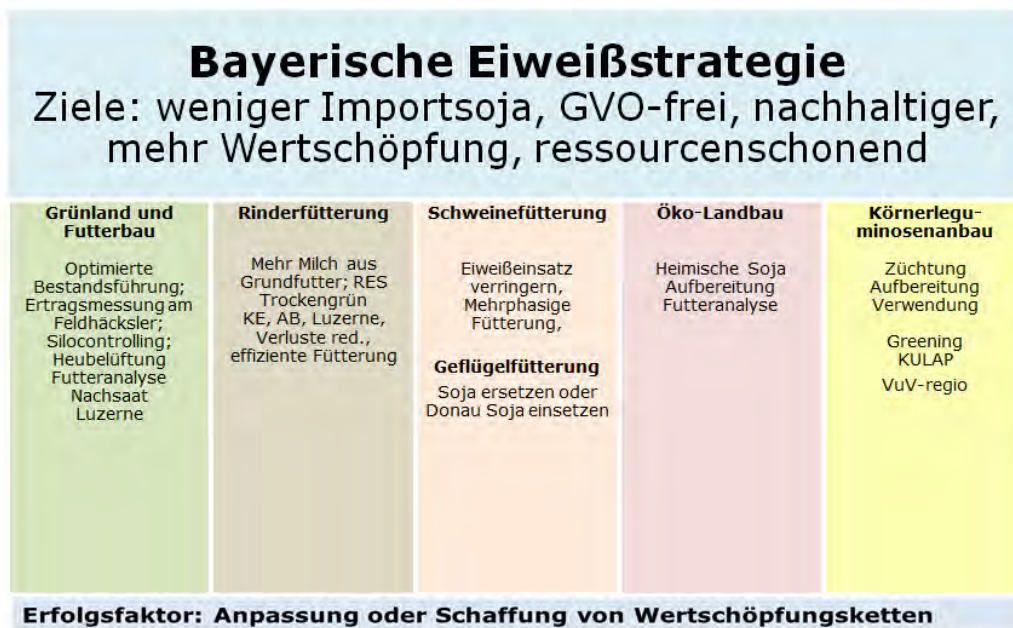 Bayerische Eiweißstrategie
Ziele: weniger Importsoja, GVO-frei, nachhaltiger,
mehr Wertschöpfung, ressourcenschonend
Grünland und
Futterbau
Optimierte
Bestandsführung;
Ertragsmessung am
Feldhäcksler;
Silocontrolling;
Heubelüftung
Futteranalyse
Nachsaat
Luzerne
Rinderfütterung
Mehr Milch aus
Grundfutter; RES
Trockengrün
KE, AB, Luzerne,
Verluste red.,
effiziente Fütterung
Schweinefütterung
Eiweißeinsatz
verringern,
Mehrphasige
Fütterung,
Geflügelfütterung
Soja ersetzen oder
Donau Soja einsetzen
Öko-Landbau
Heimische Soja
Aufbereitung
Futteranalyse
Körnerlegu-
minosenanbau
Züchtung
Aufbereitung
Verwendung
Greening
KULAP
VuV-regio
Erfolgsfaktor: Anpassung oder Schaffung von Wertschöpfungsketten